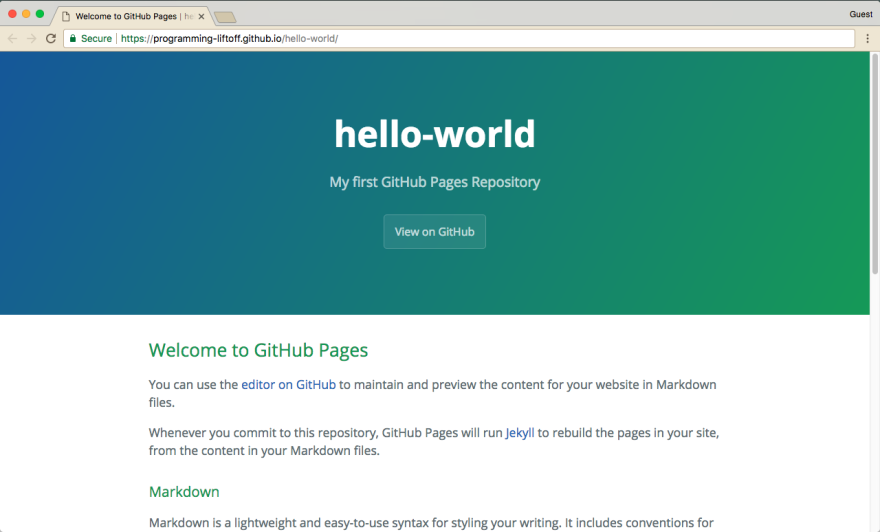 Welcome to GitHub Pages | he
Guest
Secure https://programming-liftoff.github.io/hello-world/
hello-world
My first GitHub Pages Repository
View on GitHub
Welcome to GitHub Pages
You can use the editor on GitHub to maintain and preview the content for your website in Markdown
files.
Whenever you commit to this repository, GitHub Pages will run Jekyll to rebuild the pages in your site,
from the content in your Markdown files.
Markdown
Markdown is a lightweight and easy-to-use syntax for styling your writing. It includes conventions for